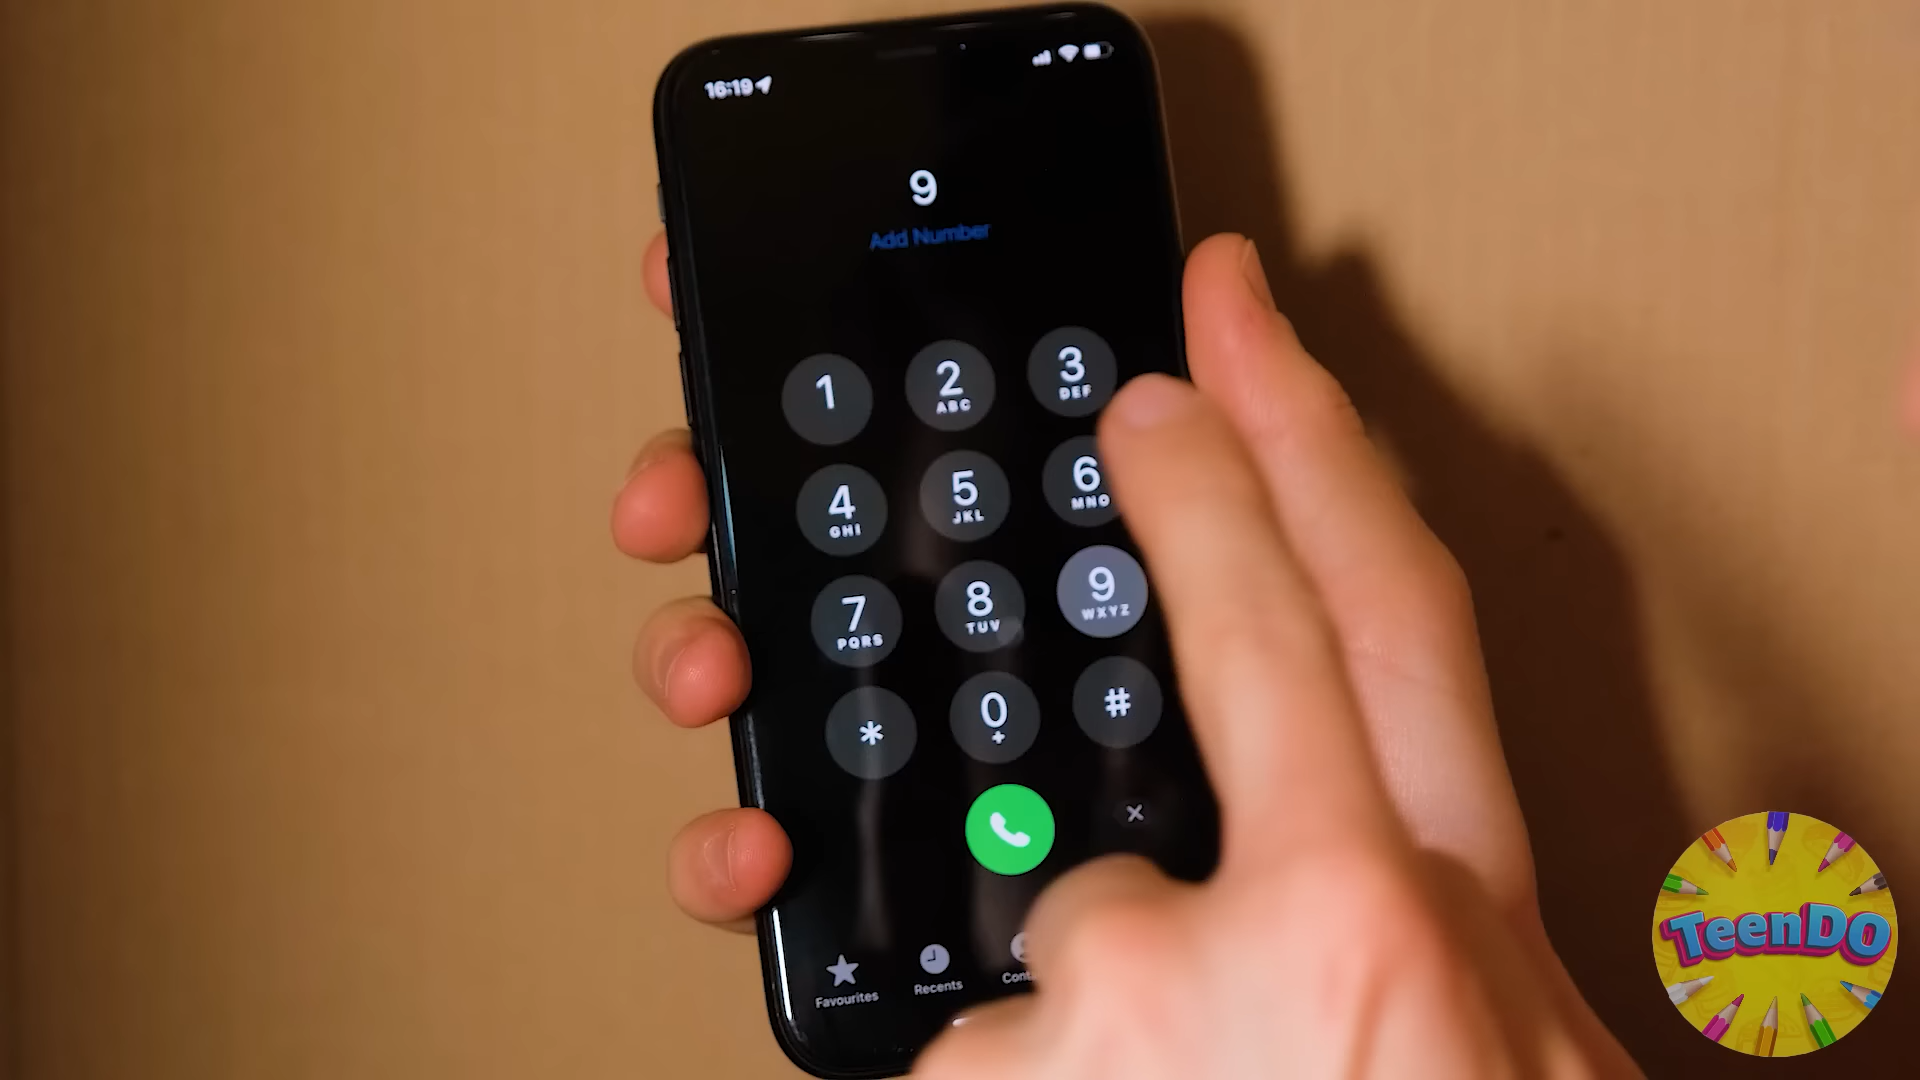 16:19
9
Add Number
1
2
ABC
3
DEF
4
GHI
5
JKL
6
MNO
7
PQRS
8
TUV
9
WXYZ
*
0
+
#
Favourites
Recents
TeenDO